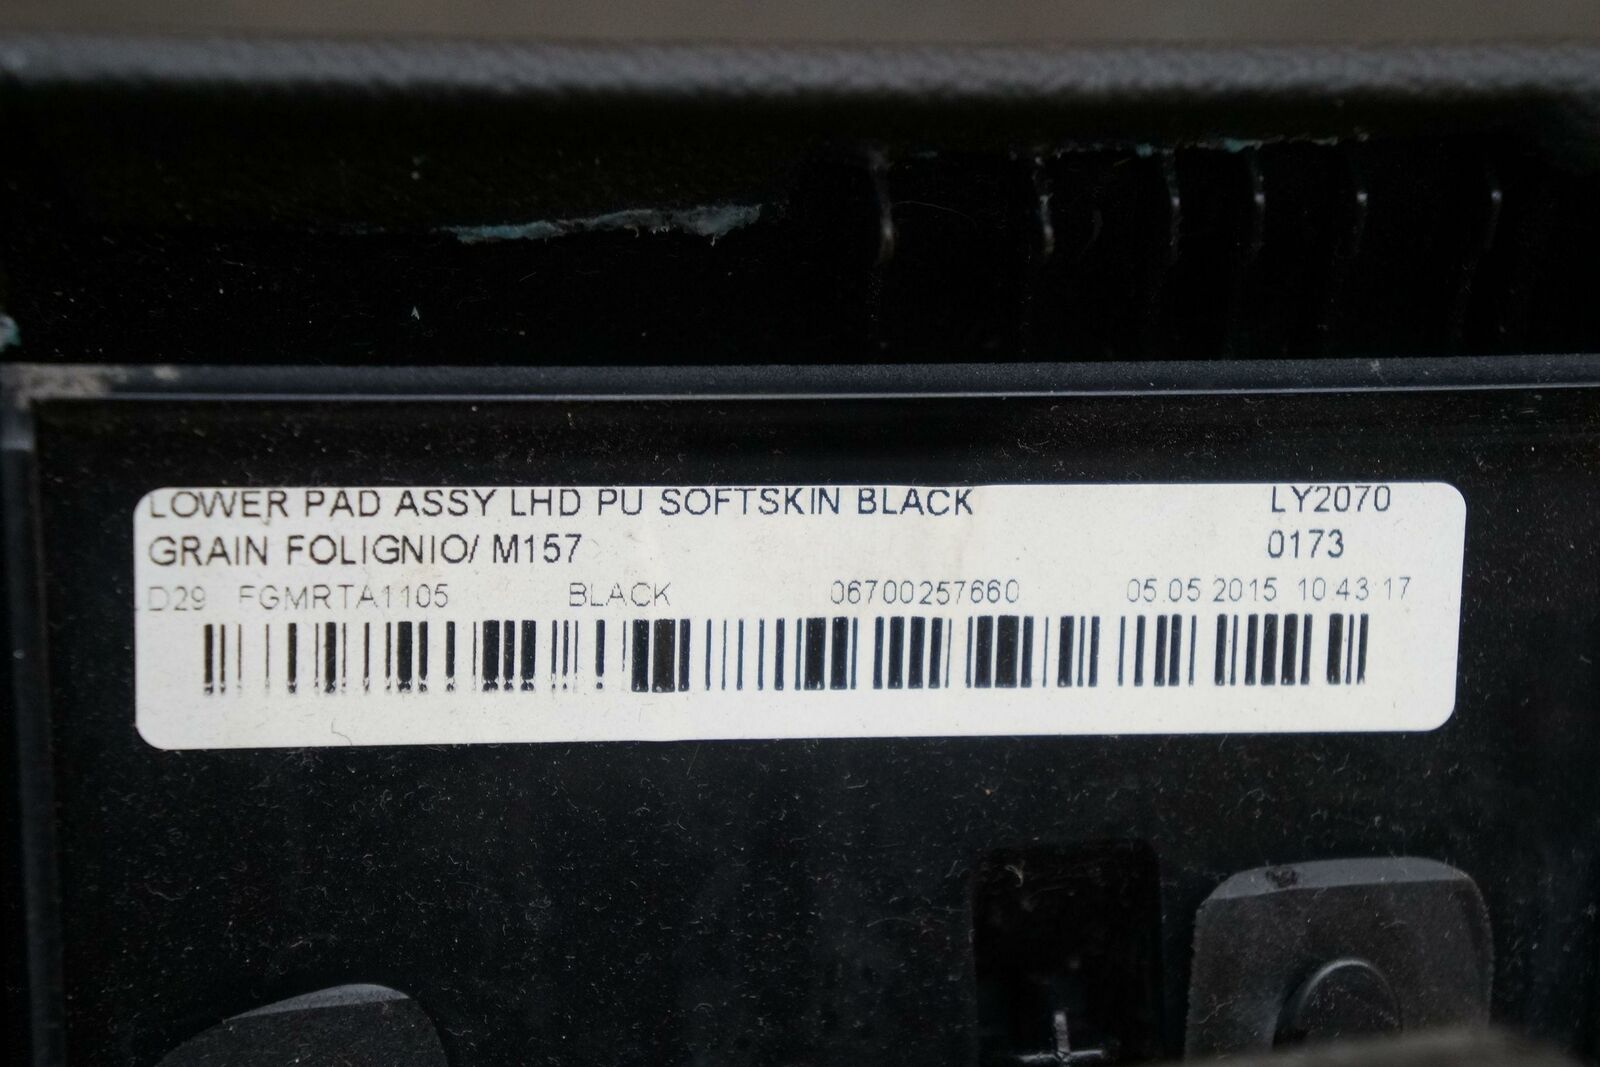 LOWER PAD ASSY LHD PU SOFTSKIN BLACK LY2070
GRAIN FOLIGNIO/ M157 0173
D29 FGMRTA1105 BLACK 06700257660 05.05 2015 10 43 17